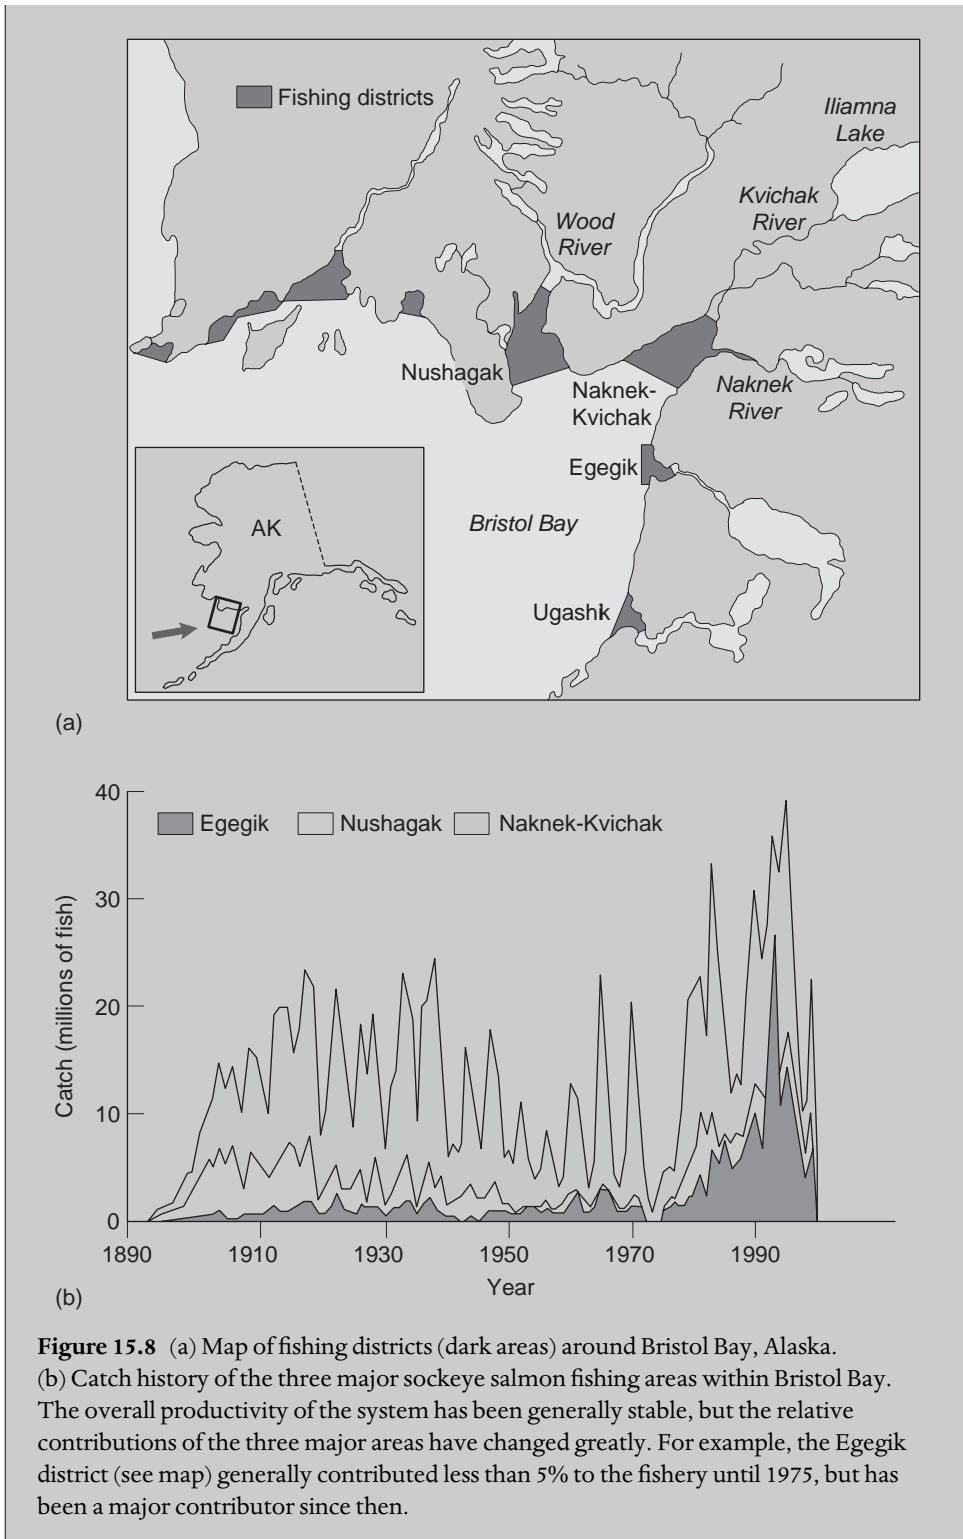 Fishing districts
Iliamna
Lake
Kvichak
River
Wood
River
Nushagak
Naknek-
Kvichak
Naknek
River
Egegik
AK
Bristol Bay
Ugashik
(a)
40
30
20
10
0
Catch (millions of fish)
Egegik
Nushagak
Naknek-Kvichak
1890
1910
1930
1950
1970
1990
Year
(b)
Figure 15.8 (a) Map of fishing districts (dark areas) around Bristol Bay, Alaska.
(b) Catch history of the three major sockeye salmon fishing areas within Bristol Bay.
The overall productivity of the system has been generally stable, but the relative
contributions of the three major areas have changed greatly. For example, the Egegik
district (see map) generally contributed less than 5% to the fishery until 1975, but has
been a major contributor since then.